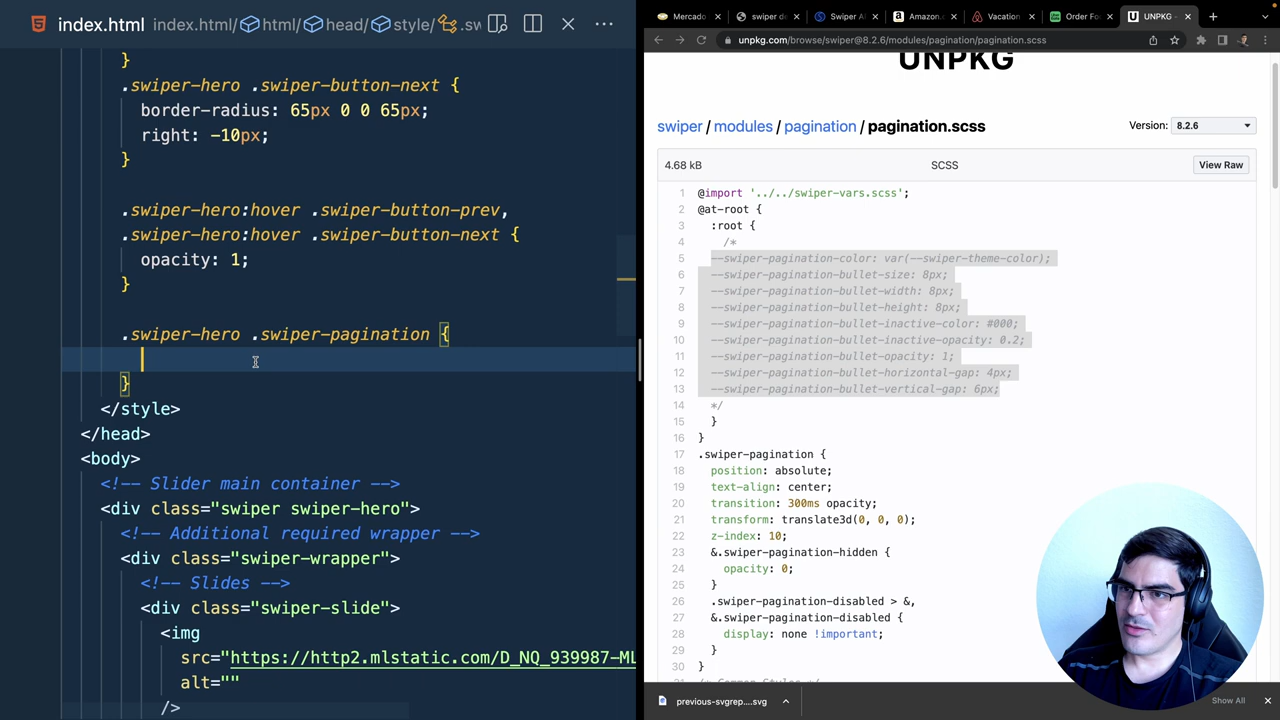 index.html index.html/ html/ head/ style/ .sw
}
.swiper-hero .swiper-button-next {
border-radius: 65px 0 0 65px;
right: -10px;
}
.swiper-hero:hover .swiper-button-prev,
.swiper-hero:hover .swiper-button-next {
opacity: 1;
}
.swiper-hero .swiper-pagination {
}
</style>
</head>
<body>
<!-- Slider main container -->
<div class="swiper swiper-hero">
<!-- Additional required wrapper -->
<div class="swiper-wrapper">
<!-- Slides -->
<div class="swiper-slide">
<img
src="https://http2.mlstatic.com/D_NQ_939987-ML
alt=""
/>
Mercado
swiper de
Swiper AP
Amazon.c
Vacation
Order Foo
UNPKG -
unpkg.com/browse/swiper@8.2.6/modules/pagination/pagination.scss
UNPKG
swiper / modules / pagination / pagination.scss
Version: 8.2.6
4.68 kB
SCSS
View Raw
1 @import '../../swiper-vars.scss';
2 @at-root {
3 :root {
4 /*
5 --swiper-pagination-color: var(--swiper-theme-color);
6 --swiper-pagination-bullet-size: 8px;
7 --swiper-pagination-bullet-width: 8px;
8 --swiper-pagination-bullet-height: 8px;
9 --swiper-pagination-bullet-inactive-color: #000;
10 --swiper-pagination-bullet-inactive-opacity: 0.2;
11 --swiper-pagination-bullet-opacity: 1;
12 --swiper-pagination-bullet-horizontal-gap: 4px;
13 --swiper-pagination-bullet-vertical-gap: 6px;
14 */
15 }
16 }
17 .swiper-pagination {
18 position: absolute;
19 text-align: center;
20 transition: 300ms opacity;
21 transform: translate3d(0, 0, 0);
22 z-index: 10;
23 &.swiper-pagination-hidden {
24 opacity: 0;
25 }
26 .swiper-pagination-disabled > &,
27 &.swiper-pagination-disabled {
28 display: none !important;
29 }
30 }
previous-svgrep....svg
Show All